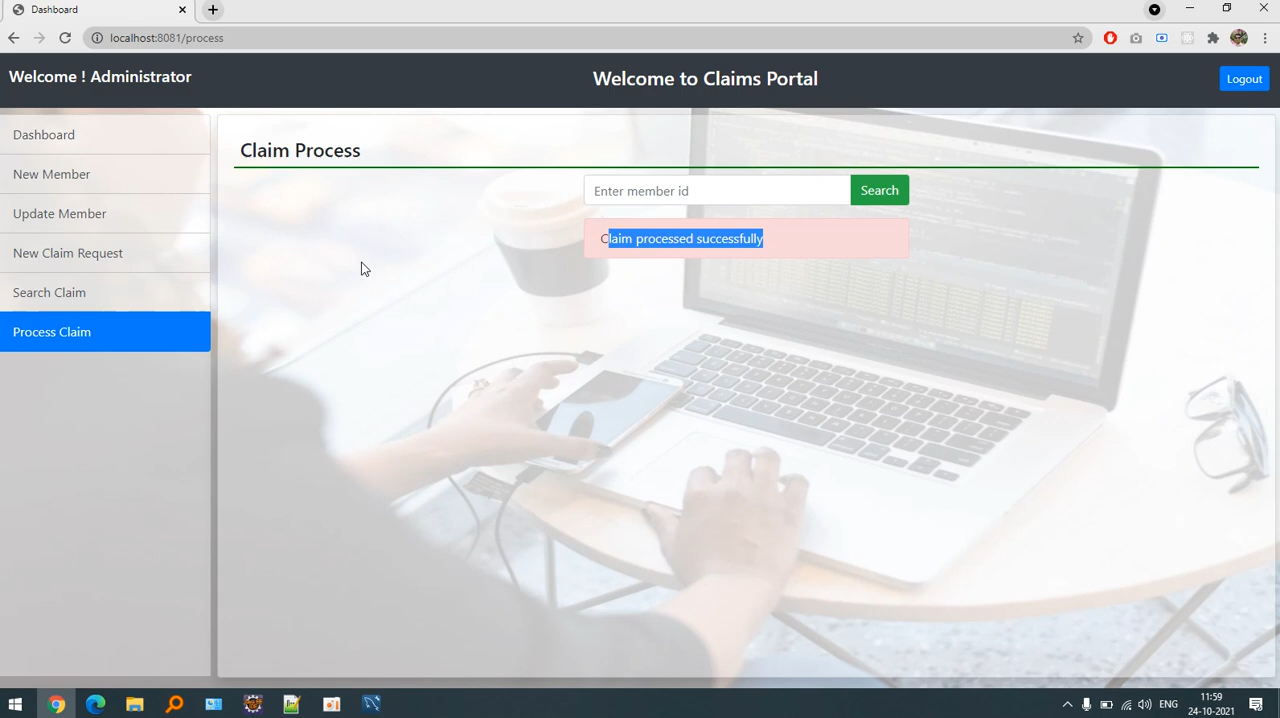 Dashboard
localhost:8081/process
Welcome ! Administrator
Welcome to Claims Portal
Logout
Dashboard
New Member
Update Member
New Claim Request
Search Claim
Process Claim
Claim Process
Enter member id
Search
Claim processed successfully
ENG
11:59
24-10-2021